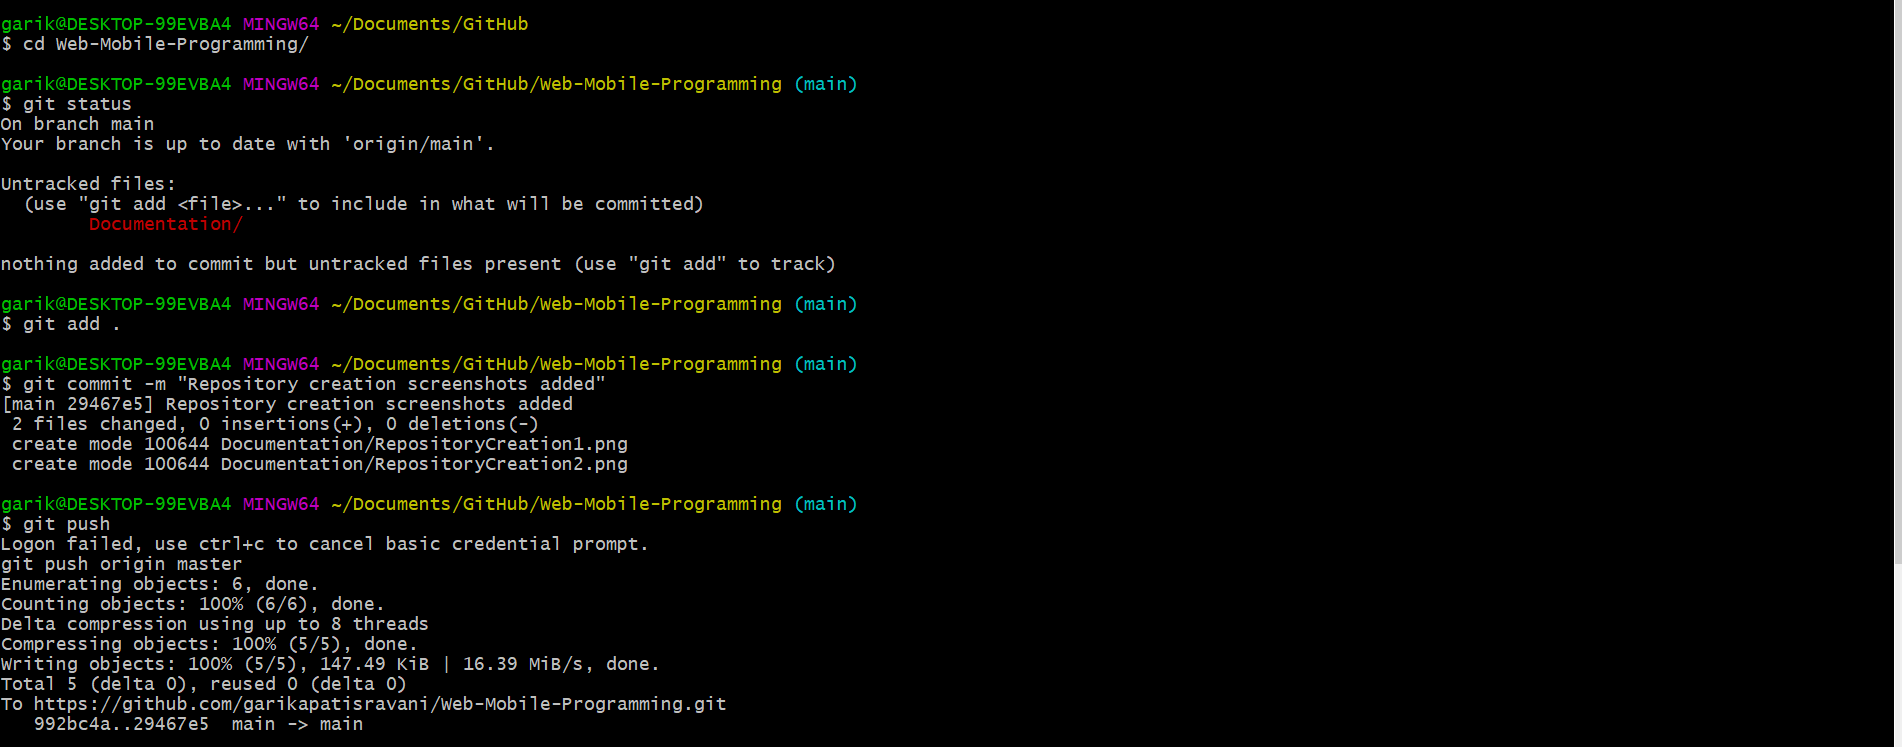 garik@DESKTOP-99EVBA4 MINGW64 ~/Documents/GitHub
$ cd Web-Mobile-Programming/

garik@DESKTOP-99EVBA4 MINGW64 ~/Documents/GitHub/Web-Mobile-Programming (main)
$ git status
On branch main
Your branch is up to date with 'origin/main'.

Untracked files:
  (use "git add <file>..." to include in what will be committed)
        Documentation/

nothing added to commit but untracked files present (use "git add" to track)

garik@DESKTOP-99EVBA4 MINGW64 ~/Documents/GitHub/Web-Mobile-Programming (main)
$ git add .

garik@DESKTOP-99EVBA4 MINGW64 ~/Documents/GitHub/Web-Mobile-Programming (main)
$ git commit -m "Repository creation screenshots added"
[main 29467e5] Repository creation screenshots added
 2 files changed, 0 insertions(+), 0 deletions(-)
 create mode 100644 Documentation/RepositoryCreation1.png
 create mode 100644 Documentation/RepositoryCreation2.png

garik@DESKTOP-99EVBA4 MINGW64 ~/Documents/GitHub/Web-Mobile-Programming (main)
$ git push
Logon failed, use ctrl+c to cancel basic credential prompt.
git push origin master
Enumerating objects: 6, done.
Counting objects: 100% (6/6), done.
Delta compression using up to 8 threads
Compressing objects: 100% (5/5), done.
Writing objects: 100% (5/5), 147.49 KiB | 16.39 MiB/s, done.
Total 5 (delta 0), reused 0 (delta 0)
To https://github.com/garikapatisravani/Web-Mobile-Programming.git
   992bc4a..29467e5  main -> main